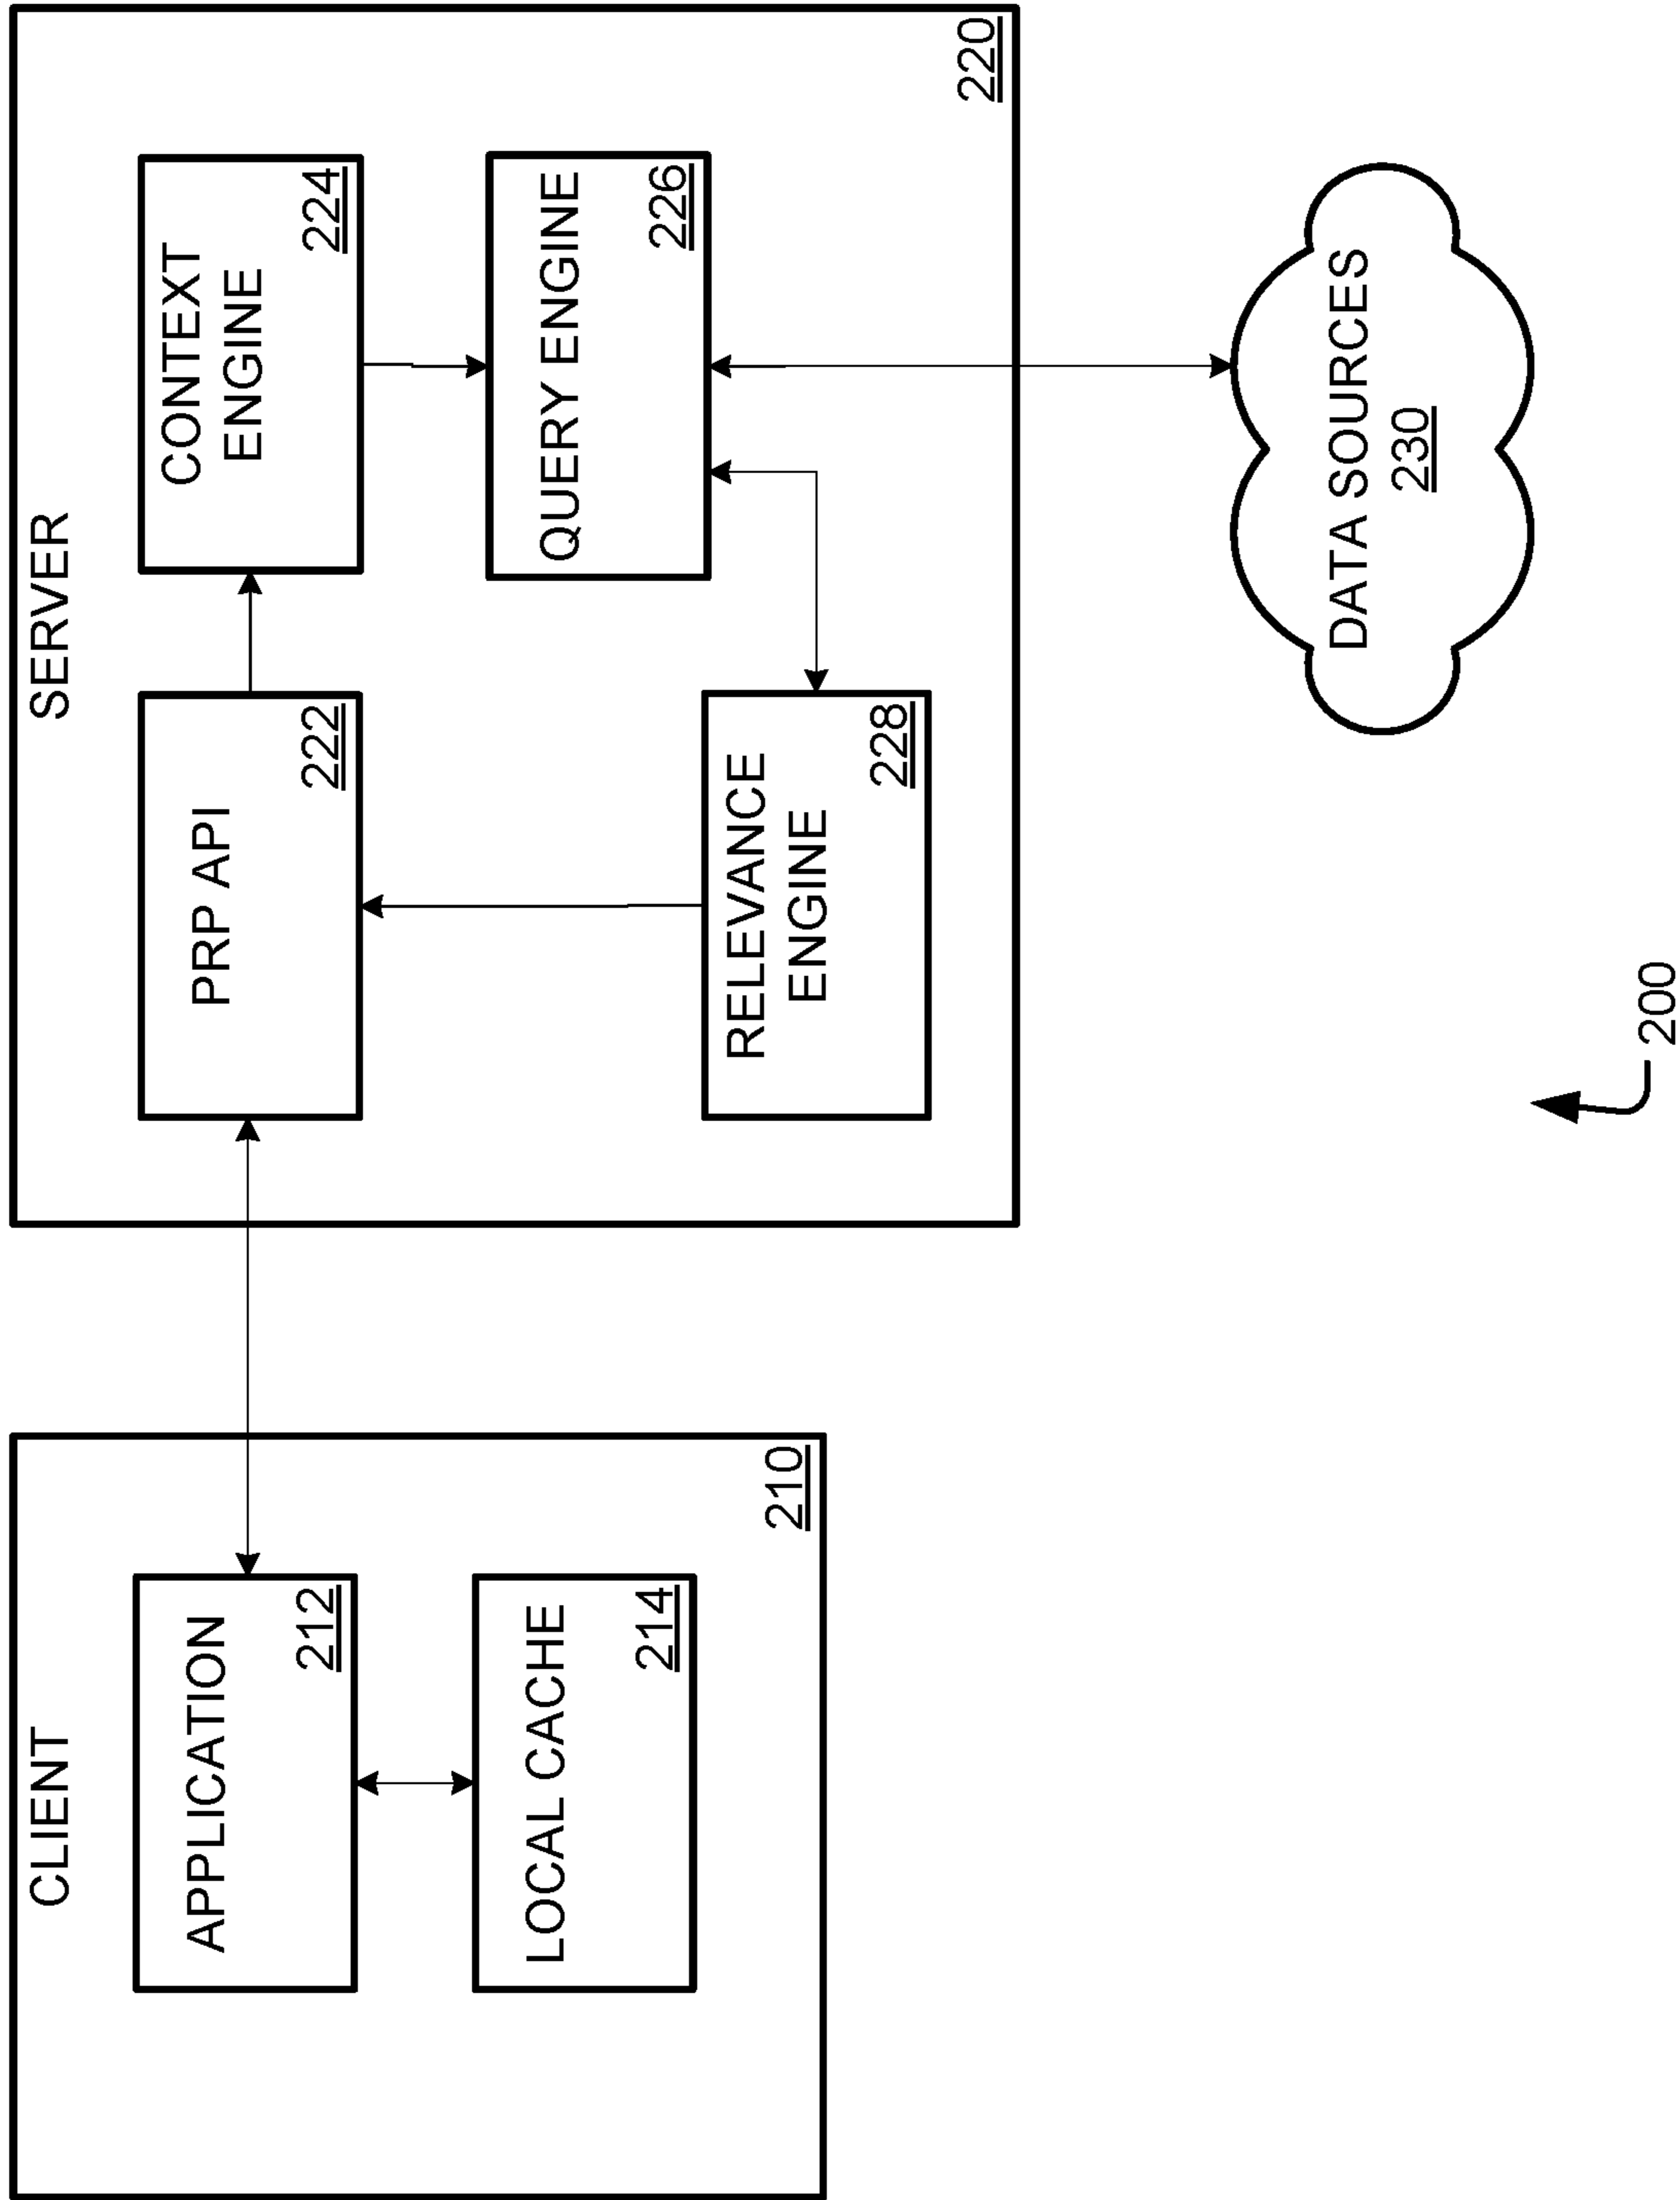 CLIENT
APPLICATION
212
LOCAL CACHE
214
210
SERVER
PRP API
222
CONTEXT
ENGINE
224
QUERY ENGINE
226
RELEVANCE
ENGINE
228
220
DATA SOURCES
230
200